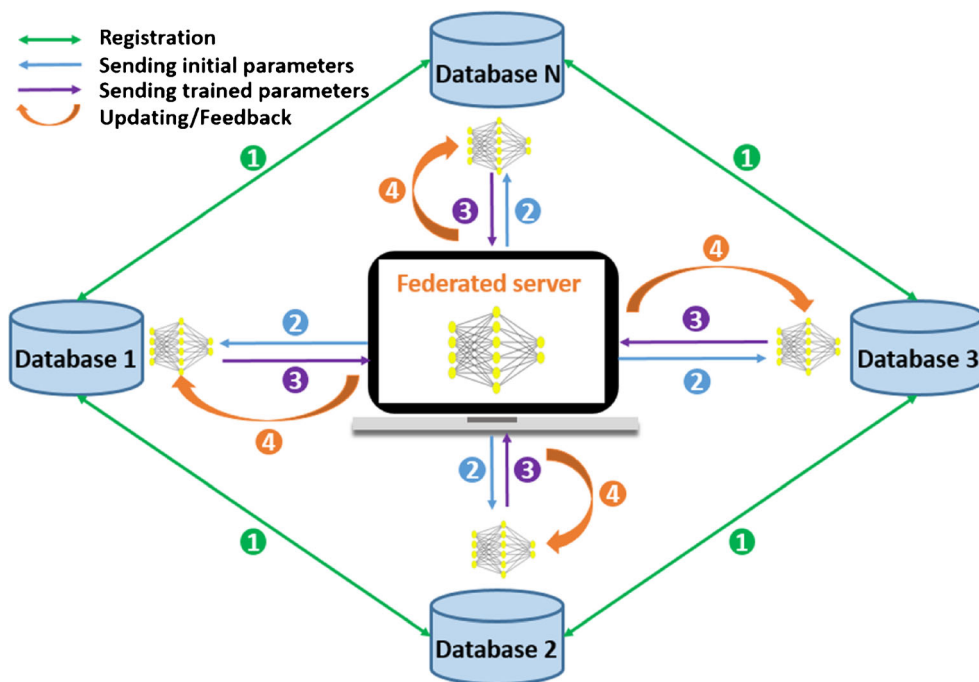 Registration
Sending initial parameters
Sending trained parameters
Updating/Feedback
Database N
1
1
4
3
2
Federated server
4
Database 1
2
3
4
3
2
Database 3
2
3
4
1
1
Database 2